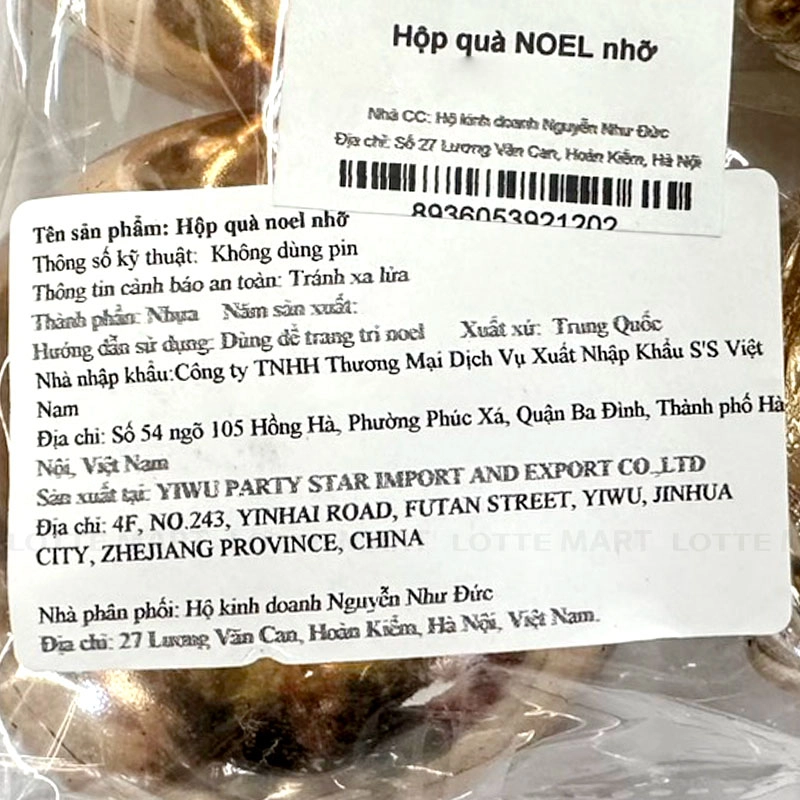 Hộp quà NOEL nhỡ
Nhà CC: Hộ kinh doanh Nguyễn Như Đức
Địa chỉ: Số 27 Lương Văn Can, Hoàn Kiếm, Hà Nội
8936053921202
Tên sản phẩm: Hộp quà noel nhỡ
Thông số kỹ thuật: Không dùng pin
Thông tin cảnh báo an toàn: Tránh xa lửa
Thành phần: Nhựa Năm sản xuất:
Hướng dẫn sử dụng: Dùng để trang trí noel Xuất xứ: Trung Quốc
Nhà nhập khẩu:Công ty TNHH Thương Mại Dịch Vụ Xuất Nhập Khẩu S'S Việt
Nam
Địa chỉ: Số 54 ngõ 105 Hồng Hà, Phường Phúc Xá, Quận Ba Đình, Thành phố Hà
Nội, Việt Nam
Sản xuất tại: YIWU PARTY STAR IMPORT AND EXPORT CO.,LTD
Địa chỉ: 4F, NO.243, YINHAI ROAD, FUTAN STREET, YIWU, JINHUA
CITY, ZHEJIANG PROVINCE, CHINA
LOTTE MART LOTTE MART LOTTE M
Nhà phân phối: Hộ kinh doanh Nguyễn Như Đức
Địa chỉ: 27 Lương Văn Can, Hoàn Kiếm, Hà Nội, Việt Nam.